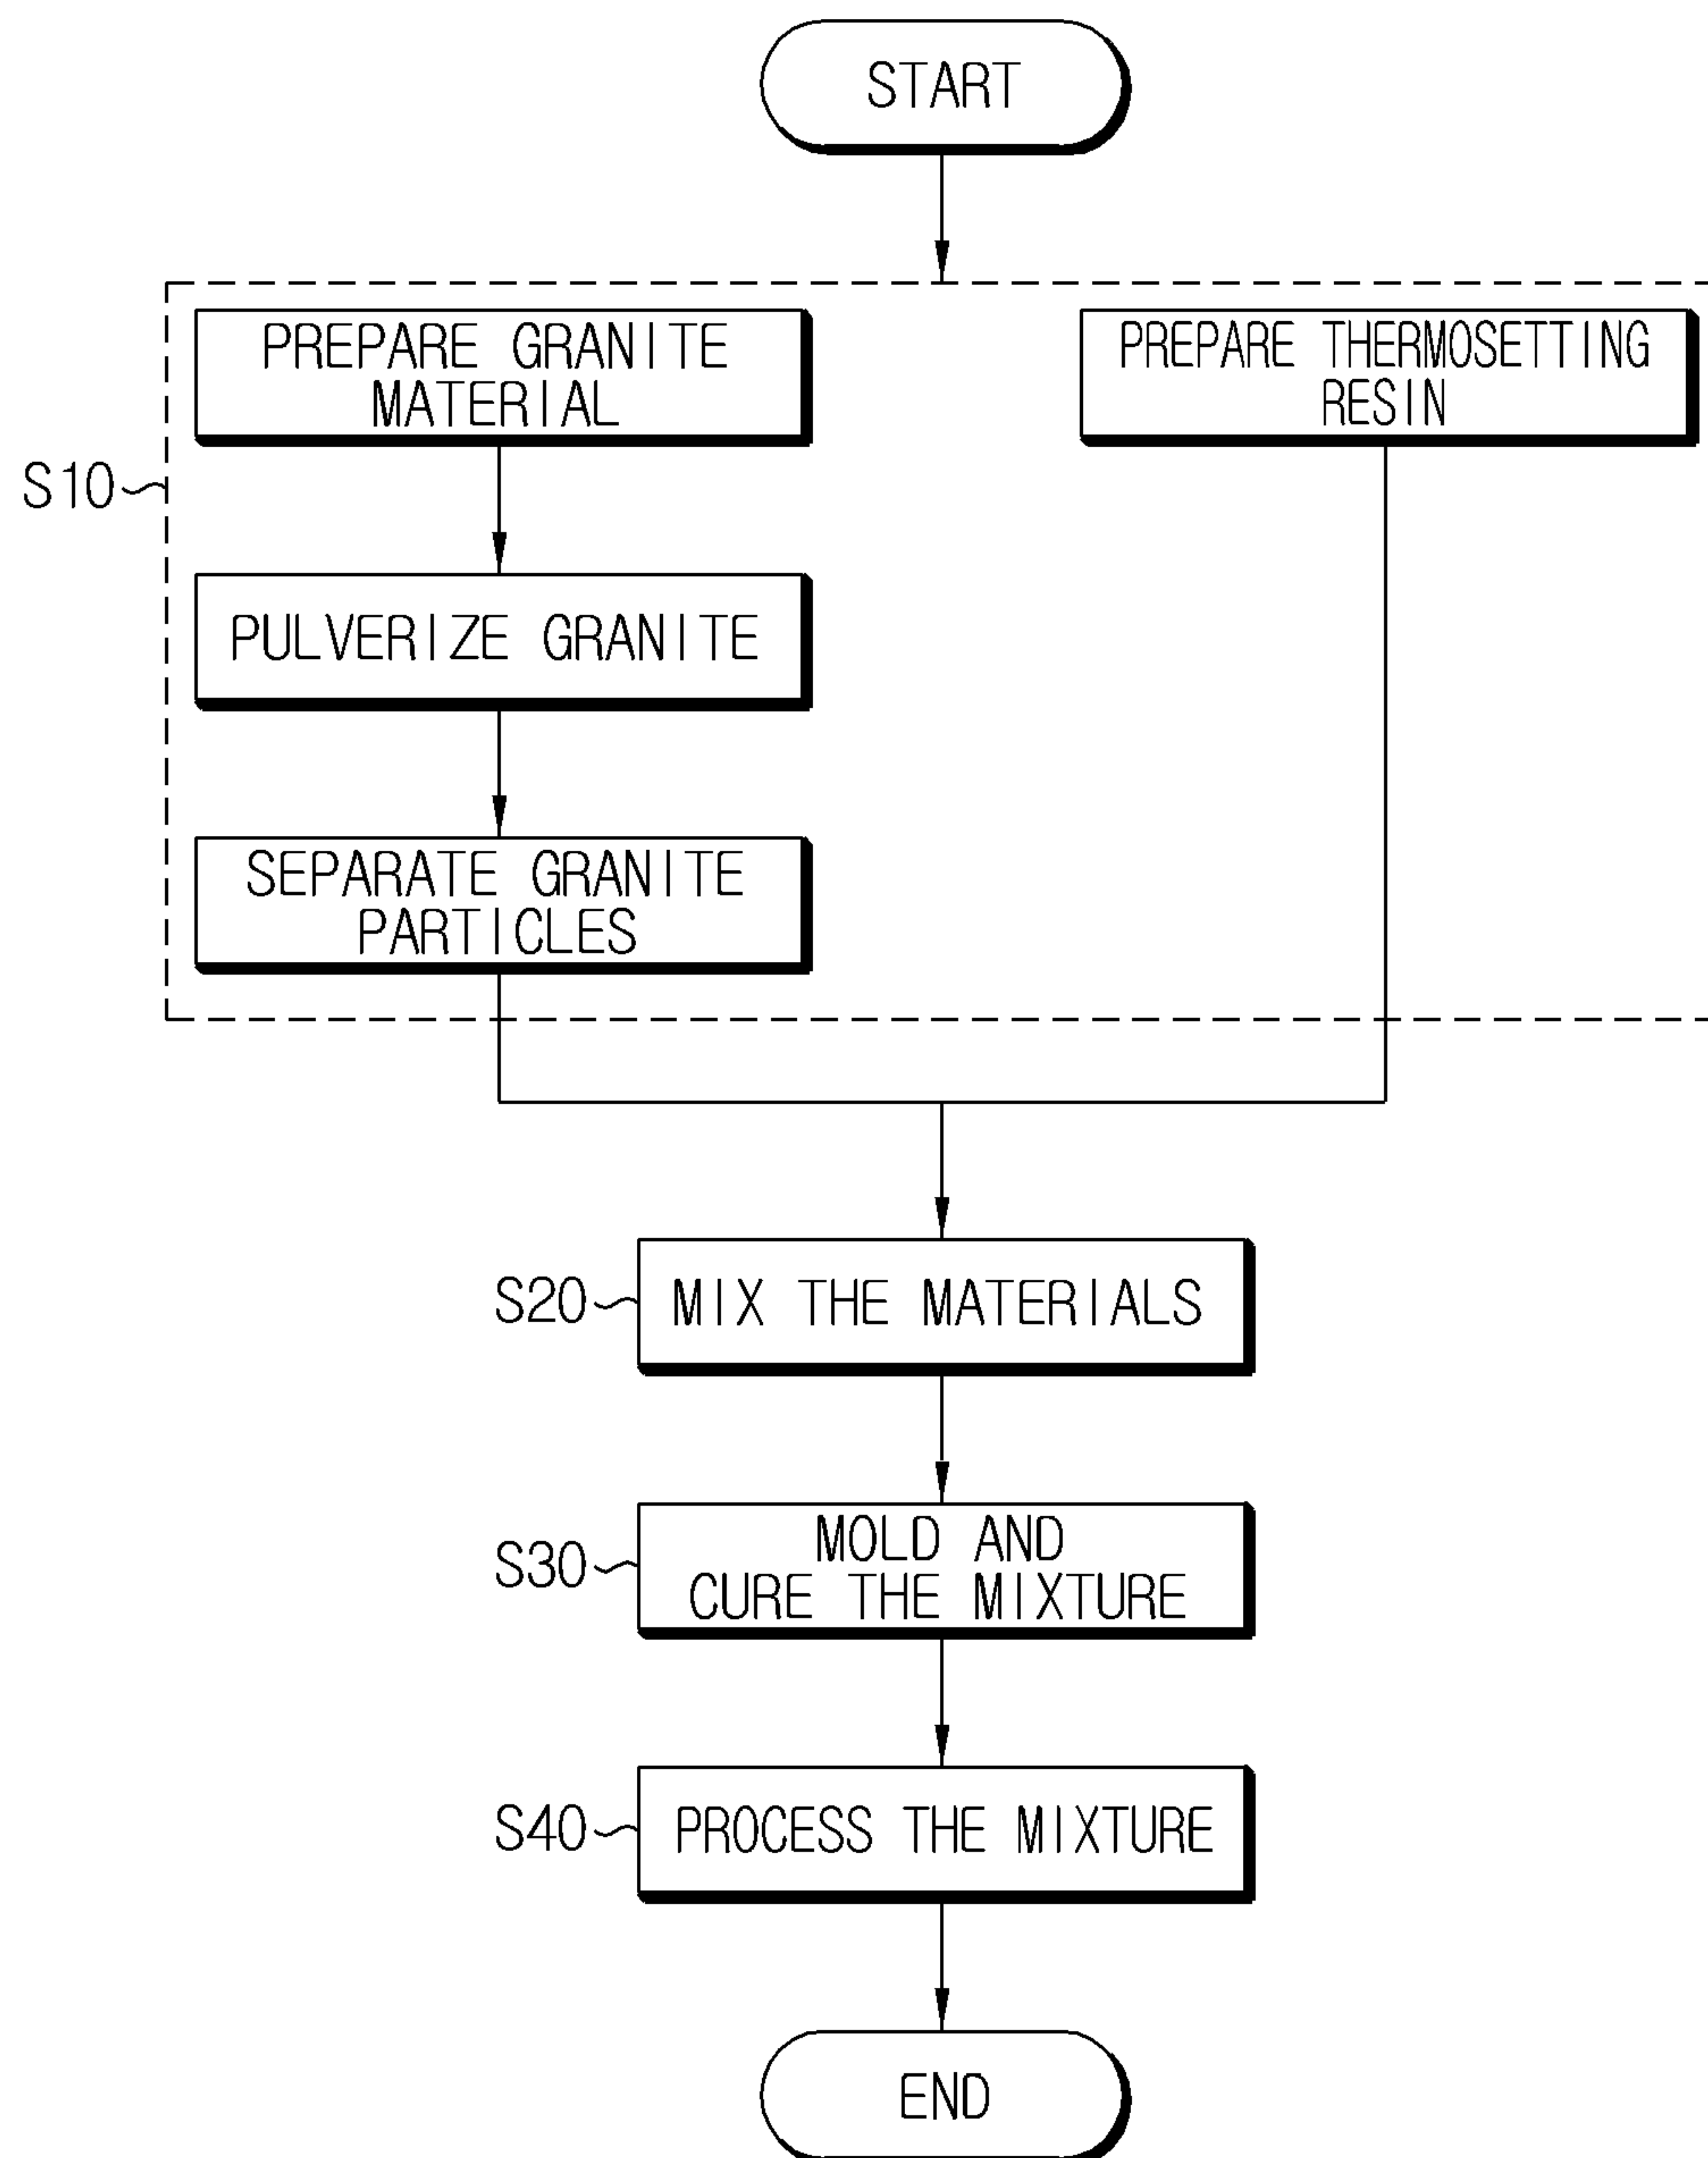 START
PREPARE GRANITE
MATERIAL
PREPARE THERMOSETTING
RESIN
S10
PULVERIZE GRANITE
SEPARATE GRANITE
PARTICLES
S20
MIX THE MATERIALS
S30
MOLD AND
CURE THE MIXTURE
S40
PROCESS THE MIXTURE
END